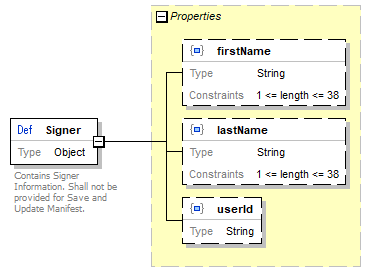 Properties
firstName
Type String
Constraints 1 <= length <= 38
Def Signer
Type Object
Contains Signer
Information. Shall not be
provided for Save and
Update Manifest.
lastName
Type String
Constraints 1 <= length <= 38
userId
Type String